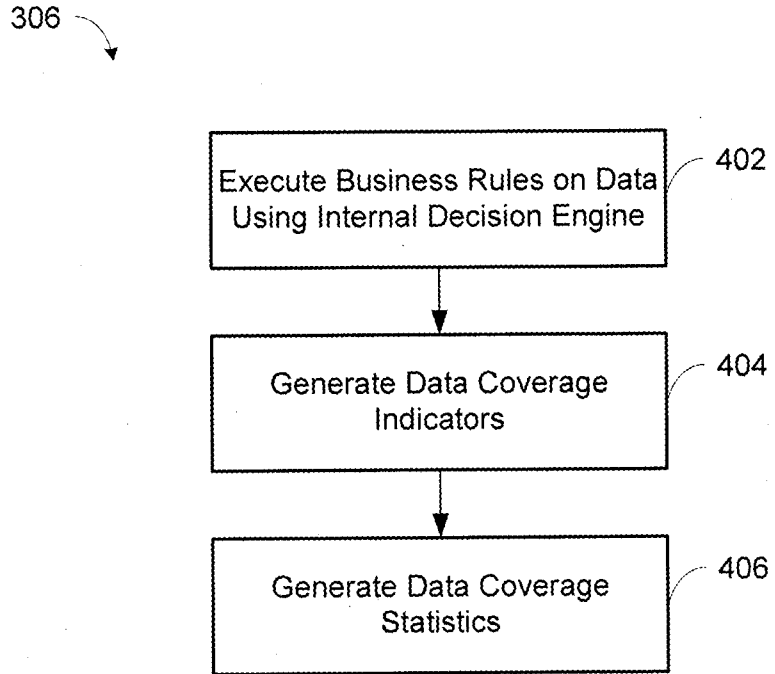 306
Execute Business Rules on Data
Using Internal Decision Engine
402
Generate Data Coverage
Indicators
404
Generate Data Coverage
Statistics
406